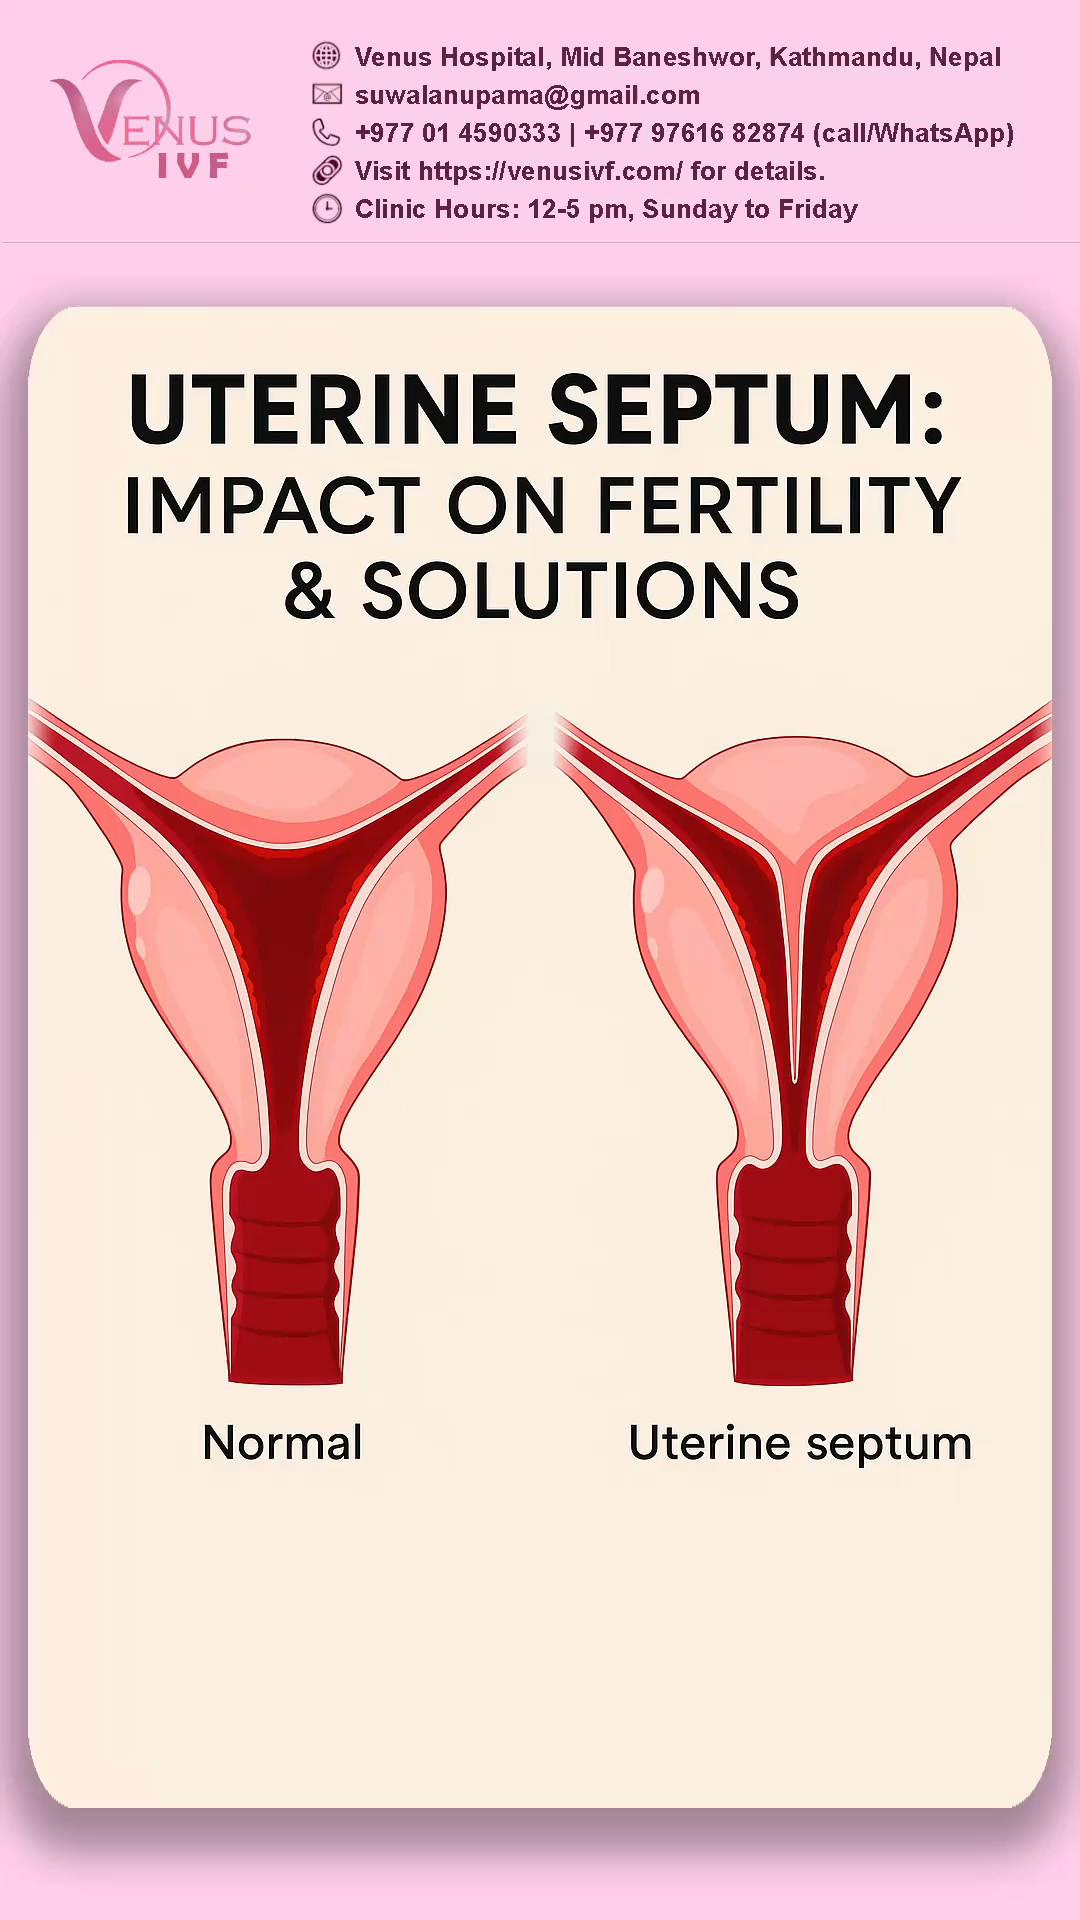 VENUS
IVF
Venus Hospital, Mid Baneshwor, Kathmandu, Nepal
suwalanupama@gmail.com
+977 01 4590333 | +977 97616 82874 (call/WhatsApp)
Visit https://venusivf.com/ for details.
Clinic Hours: 12-5 pm, Sunday to Friday
UTERINE SEPTUM:
IMPACT ON FERTILITY
& SOLUTIONS
Normal
Uterine septum